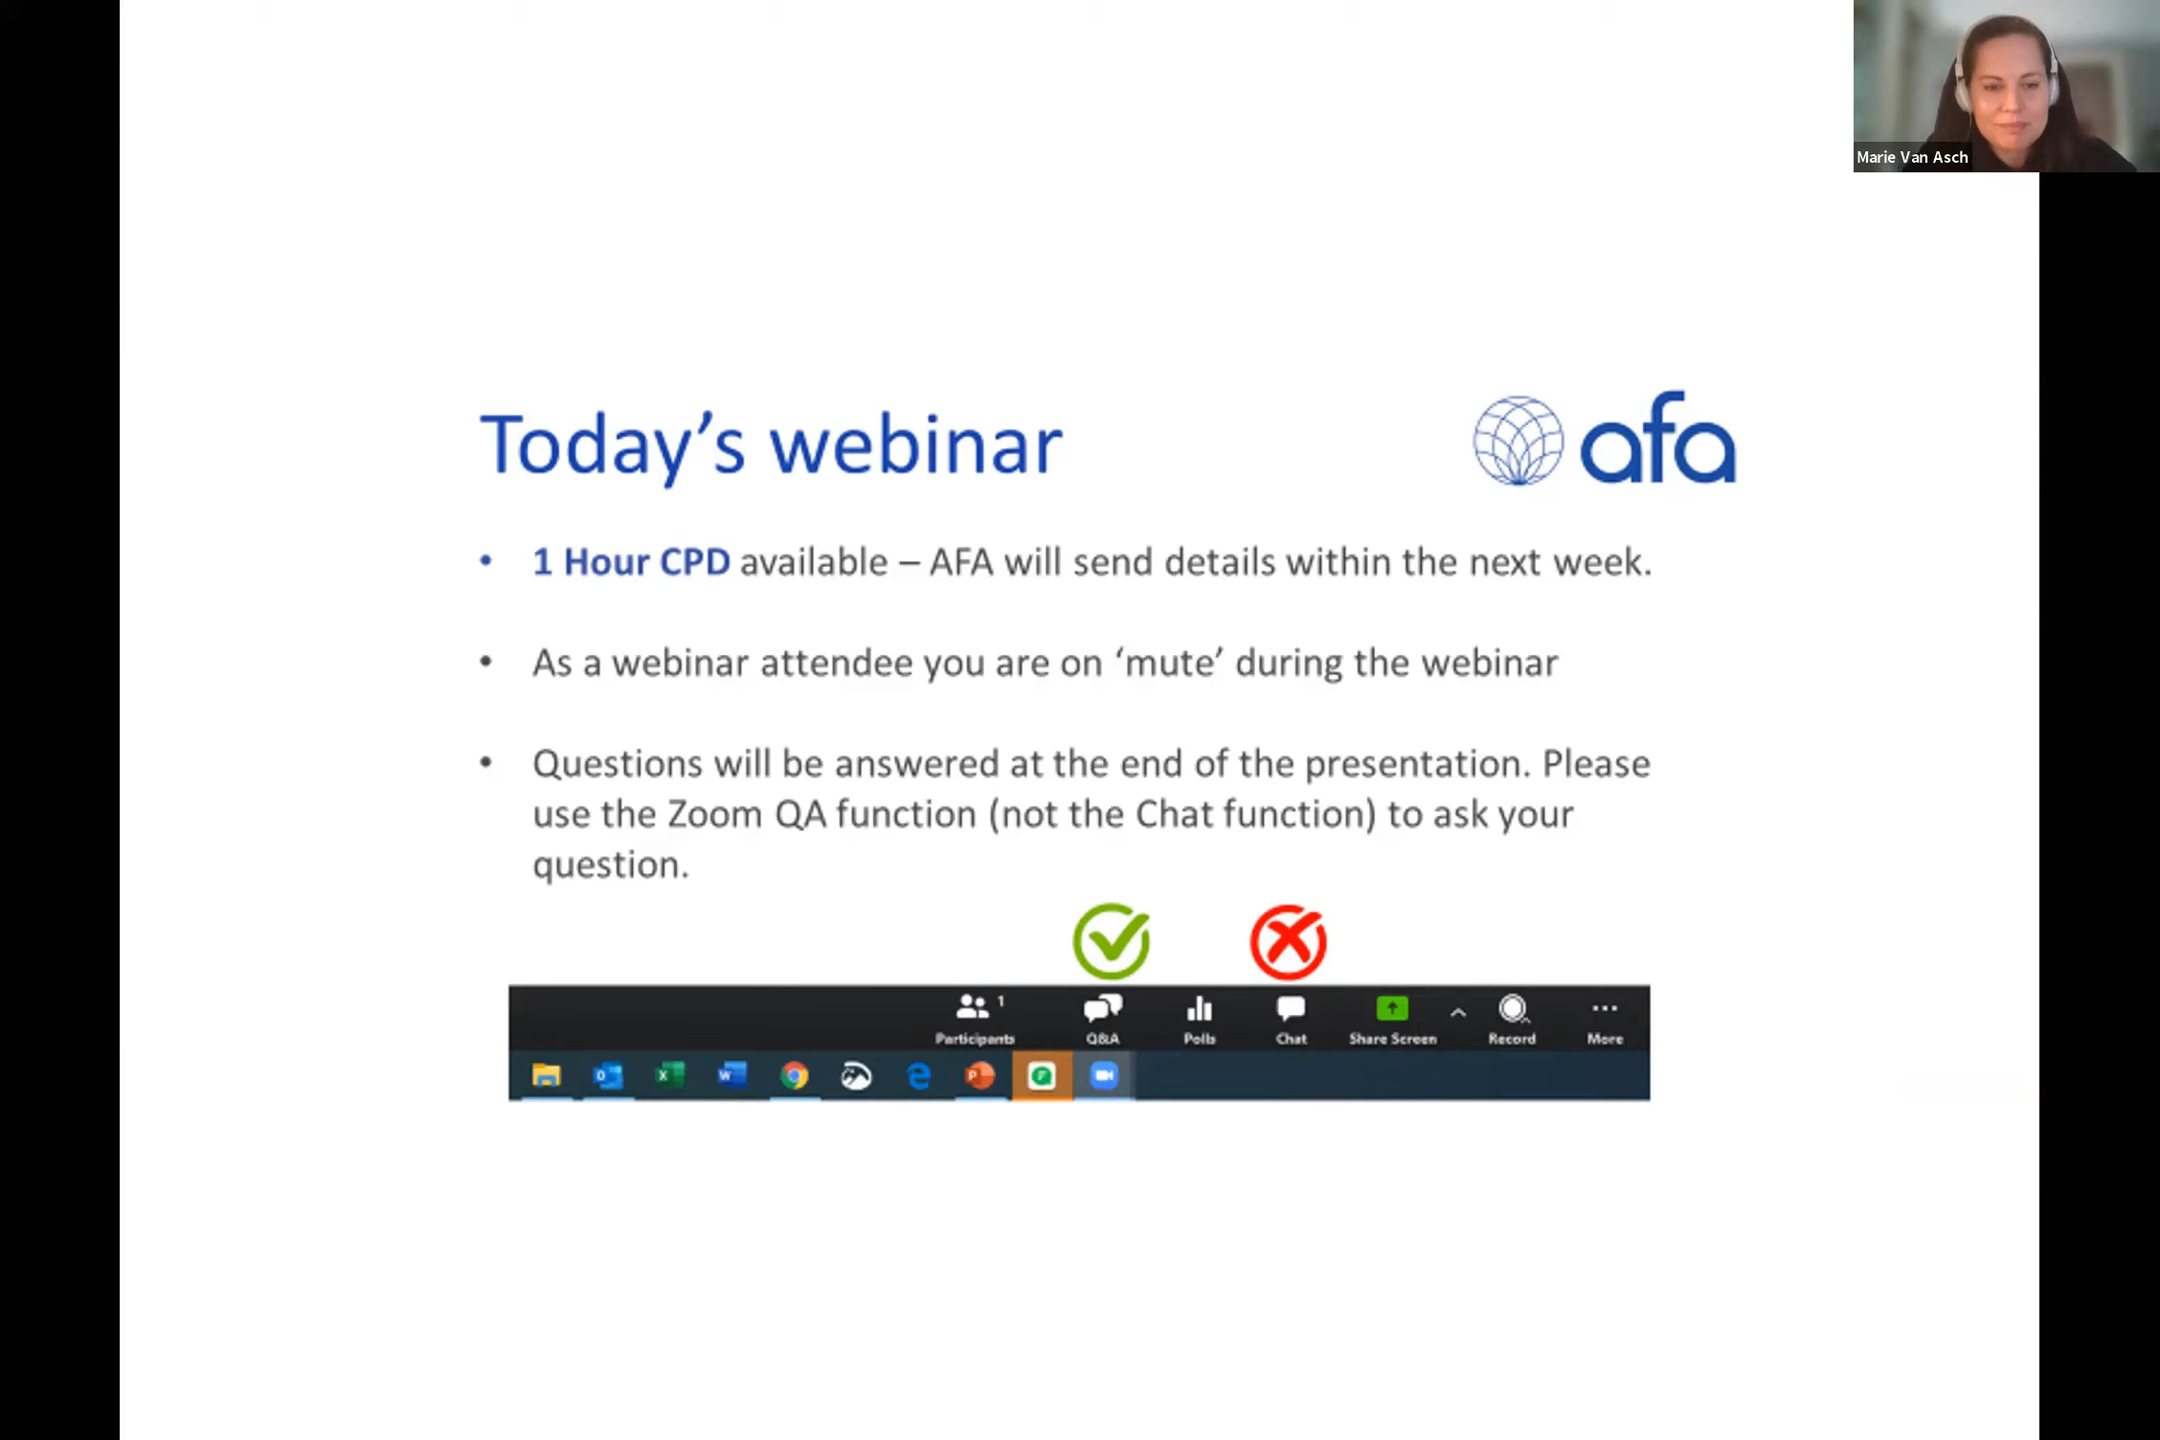 Marie Van Asch
Today’s webinar
afa
• 1 Hour CPD available – AFA will send details within the next week.
• As a webinar attendee you are on ‘mute’ during the webinar
• Questions will be answered at the end of the presentation. Please
use the Zoom QA function (not the Chat function) to ask your
question.
1
Participants Q&A Polls Chat Share Screen Record More